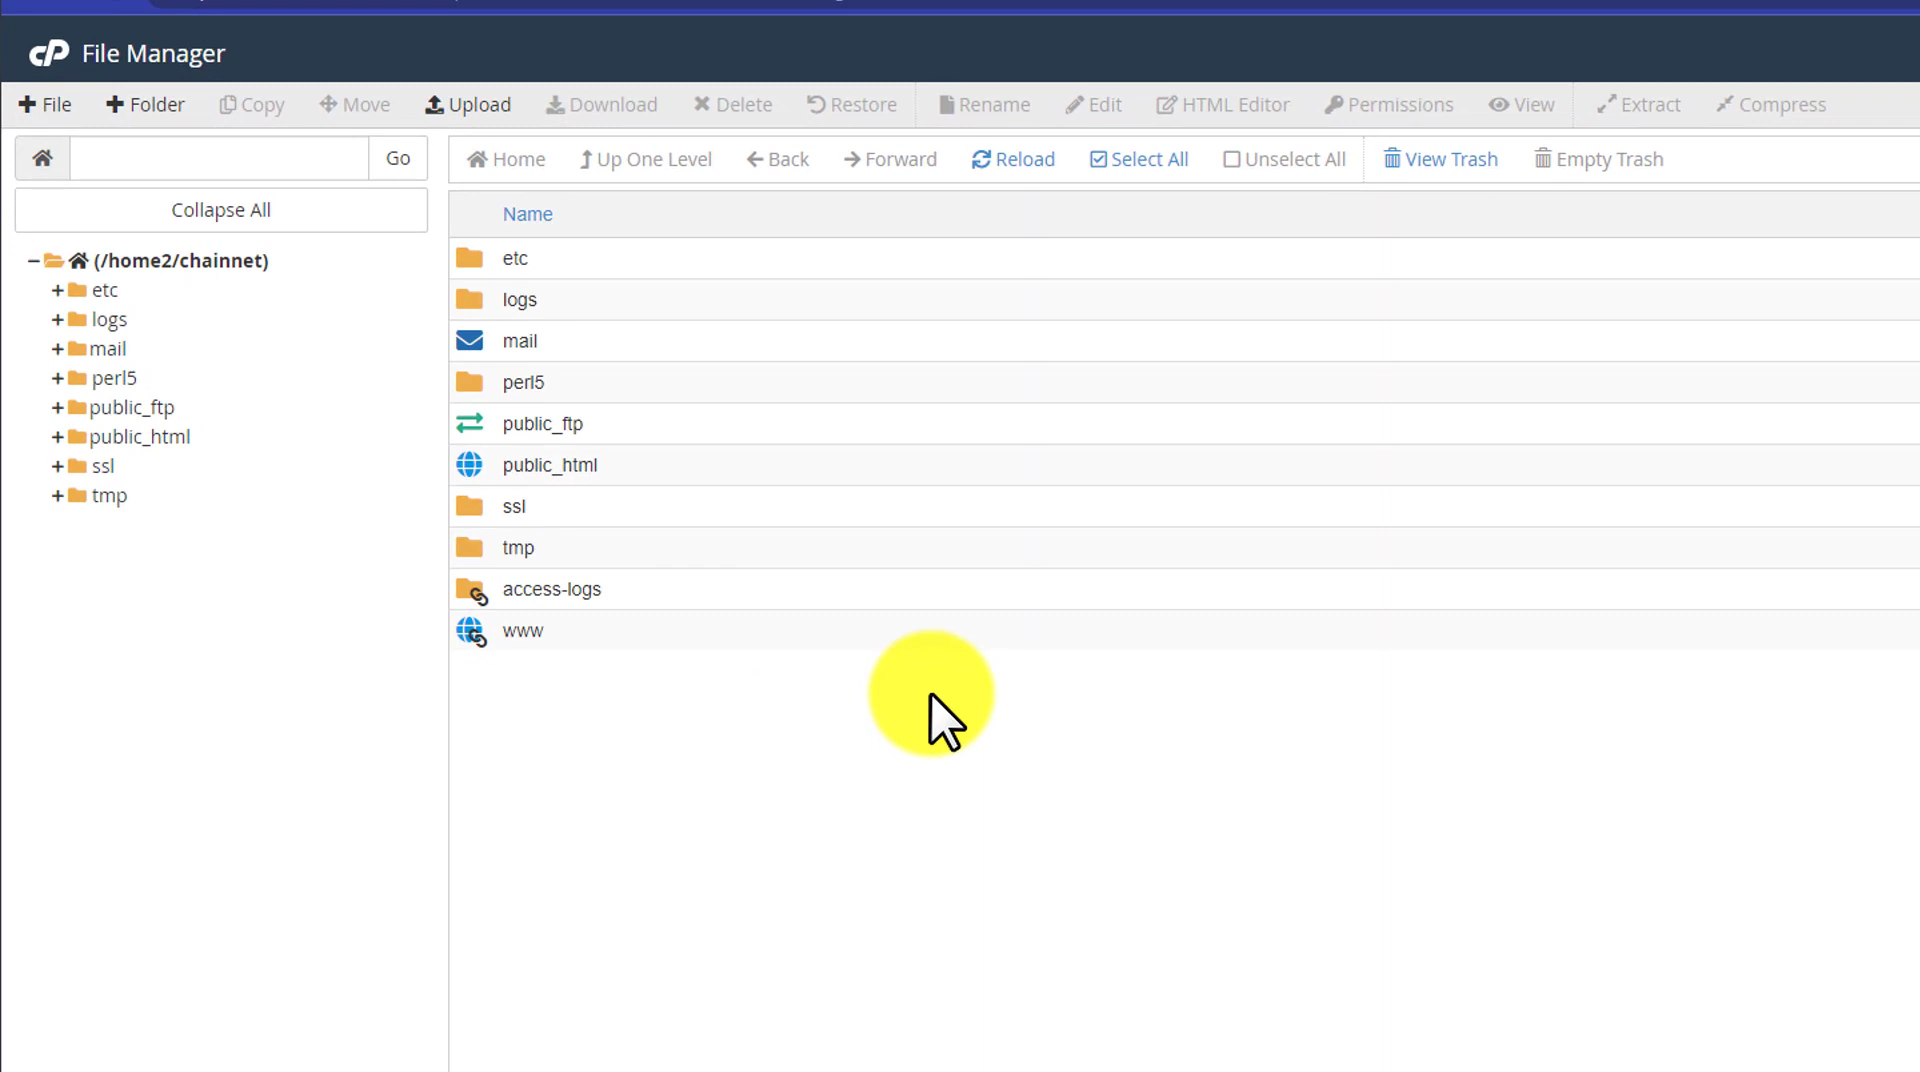 cP File Manager
File Folder Copy Move Upload Download Delete Restore Rename Edit HTML Editor Permissions View Extract Compress
Go
Home Up One Level Back Forward Reload Select All Unselect All View Trash Empty Trash
Collapse All
Name
(/home2/chainnet)
etc
logs
mail
perl5
public_ftp
public_html
ssl
tmp
etc
logs
mail
perl5
public_ftp
public_html
ssl
tmp
access-logs
www